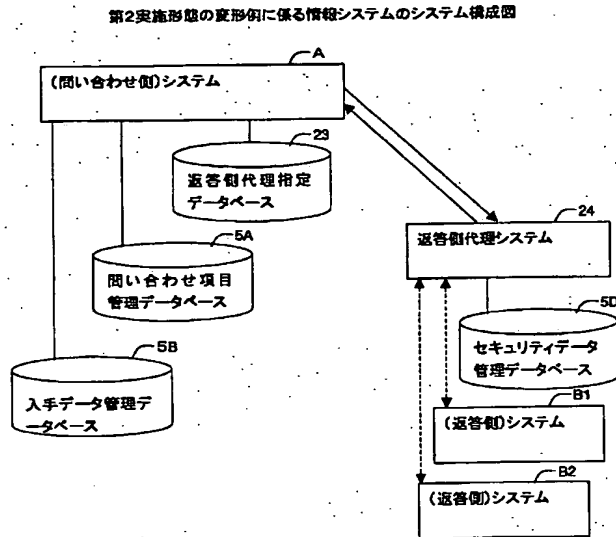 第2実施形態の変形例に係る情報システムのシステム構成図
A
(問い合わせ側)システム
23
返答側代理指定
データベース
24
返答側代理システム
5A
問い合わせ項目
管理データベース
5D
セキュリティデータ
管理データベース
5B
入手データ管理デ
ータベース
B1
(返答側)システム
B2
(返答側)システム